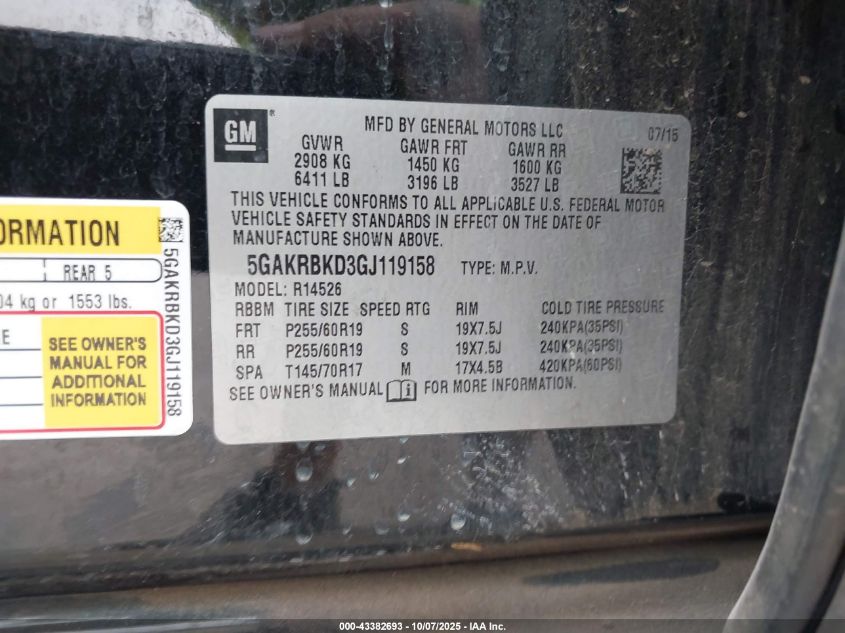 ORMATION
REAR 5
04 kg or 1553 lbs.
SEE OWNER'S
MANUAL FOR
ADDITIONAL
INFORMATION
5GAKRBKD3GJ119158
GM®
MFD BY GENERAL MOTORS LLC 07/15
GVWR GAWR FRT GAWR RR
2908 KG 1450 KG 1600 KG
6411 LB 3196 LB 3527 LB
THIS VEHICLE CONFORMS TO ALL APPLICABLE U.S. FEDERAL MOTOR
VEHICLE SAFETY STANDARDS IN EFFECT ON THE DATE OF
MANUFACTURE SHOWN ABOVE.
5GAKRBKD3GJ119158 TYPE: M.P.V.
MODEL: R14526
RBBM TIRE SIZE SPEED RTG RIM COLD TIRE PRESSURE
FRT P255/60R19 S 19X7.5J 240KPA(35PSI)
RR P255/60R19 S 19X7.5J 240KPA(35PSI)
SPA T145/70R17 M 17X4.5B 420KPA(60PSI)
SEE OWNER'S MANUAL FOR MORE INFORMATION.
000-43382693 - 10/07/2025 - IAA Inc.